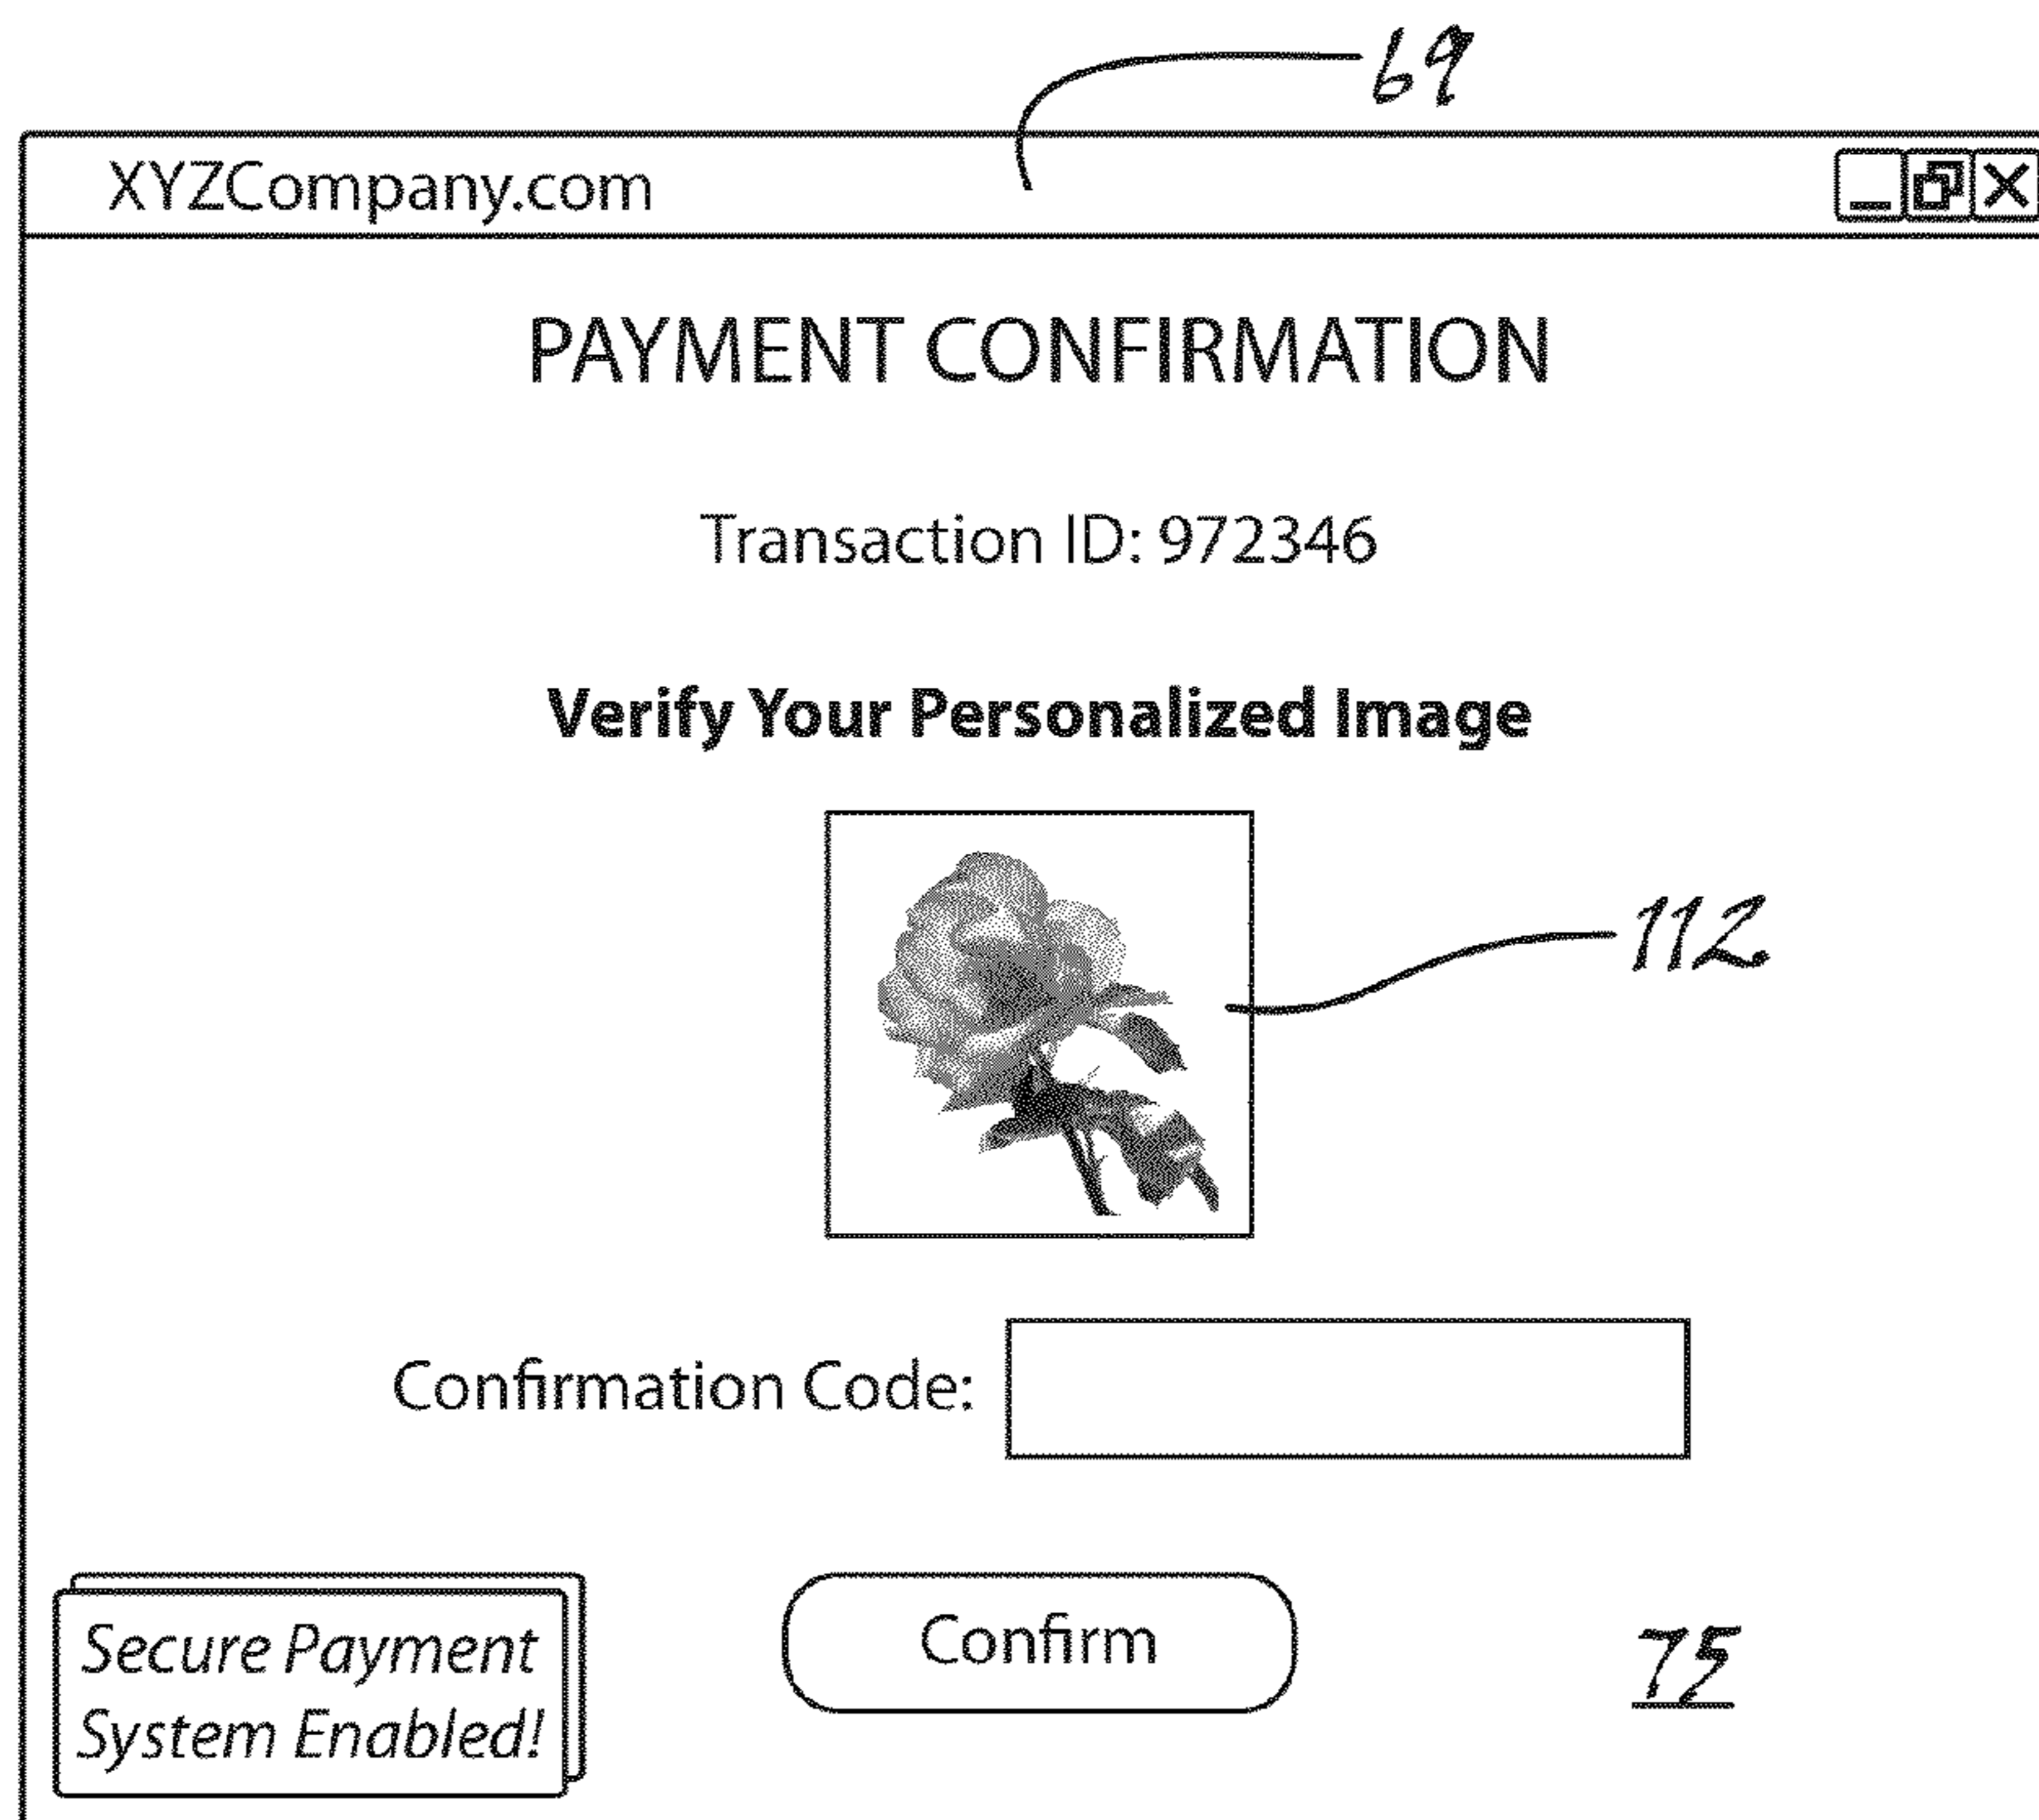 69
XYZCompany.com
PAYMENT CONFIRMATION
Transaction ID: 972346
Verify Your Personalized Image
112
Confirmation Code:
Secure Payment
System Enabled!
Confirm
75